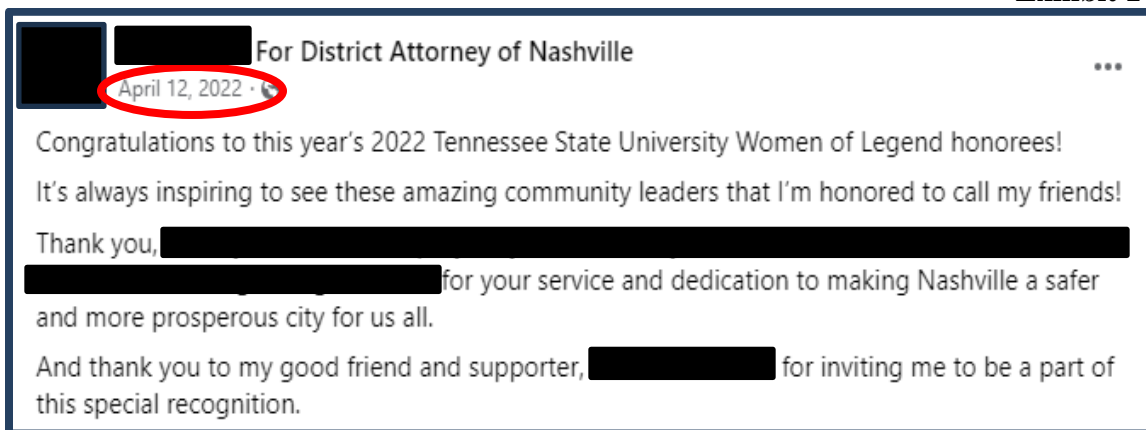 For District Attorney of Nashville
April 12, 2022 ·
Congratulations to this year's 2022 Tennessee State University Women of Legend honorees!
It's always inspiring to see these amazing community leaders that I'm honored to call my friends!
Thank you,
for your service and dedication to making Nashville a safer
and more prosperous city for us all.
And thank you to my good friend and supporter, for inviting me to be a part of
this special recognition.